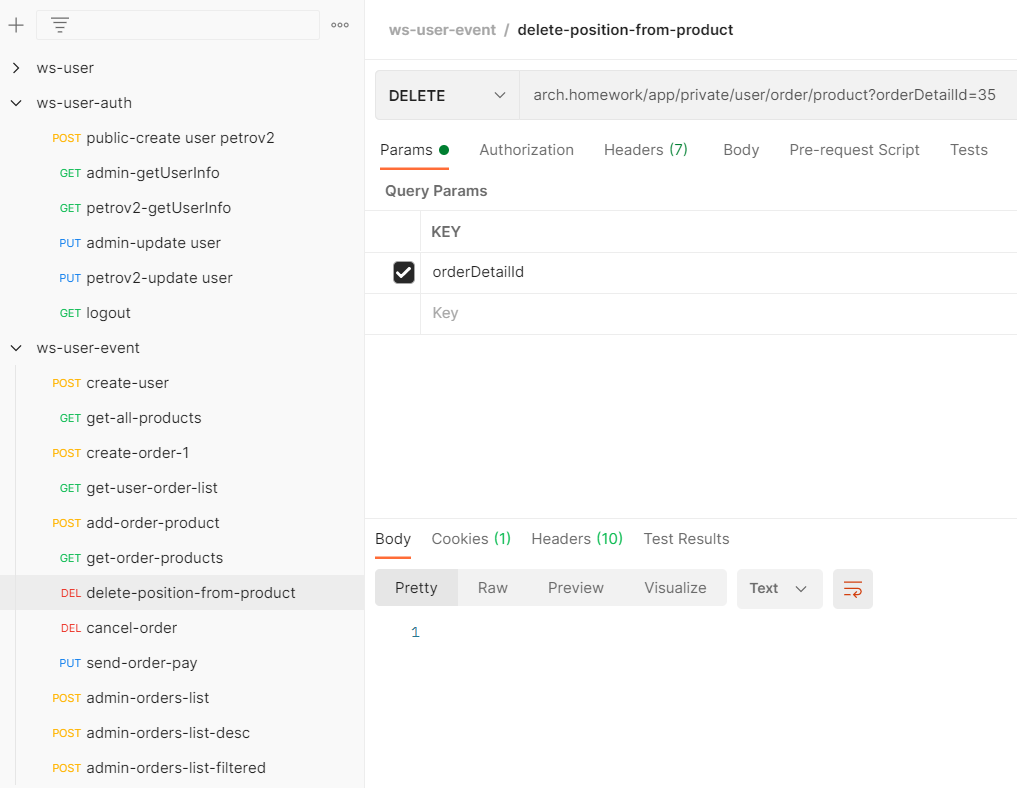 ws-user
ws-user-auth
POST public-create user petrov2
GET admin-getUserInfo
GET petrov2-getUserInfo
PUT admin-update user
PUT petrov2-update user
GET logout
ws-user-event
POST create-user
GET get-all-products
POST create-order-1
GET get-user-order-list
POST add-order-product
GET get-order-products
DEL delete-position-from-product
DEL cancel-order
PUT send-order-pay
POST admin-orders-list
POST admin-orders-list-desc
POST admin-orders-list-filtered
ws-user-event / delete-position-from-product
DELETE arch.homework/app/private/user/order/product?orderDetailId=35
Params Authorization Headers (7) Body Pre-request Script Tests
Query Params
KEY
orderDetailId
Key
Body Cookies (1) Headers (10) Test Results
Pretty Raw Preview Visualize Text
1